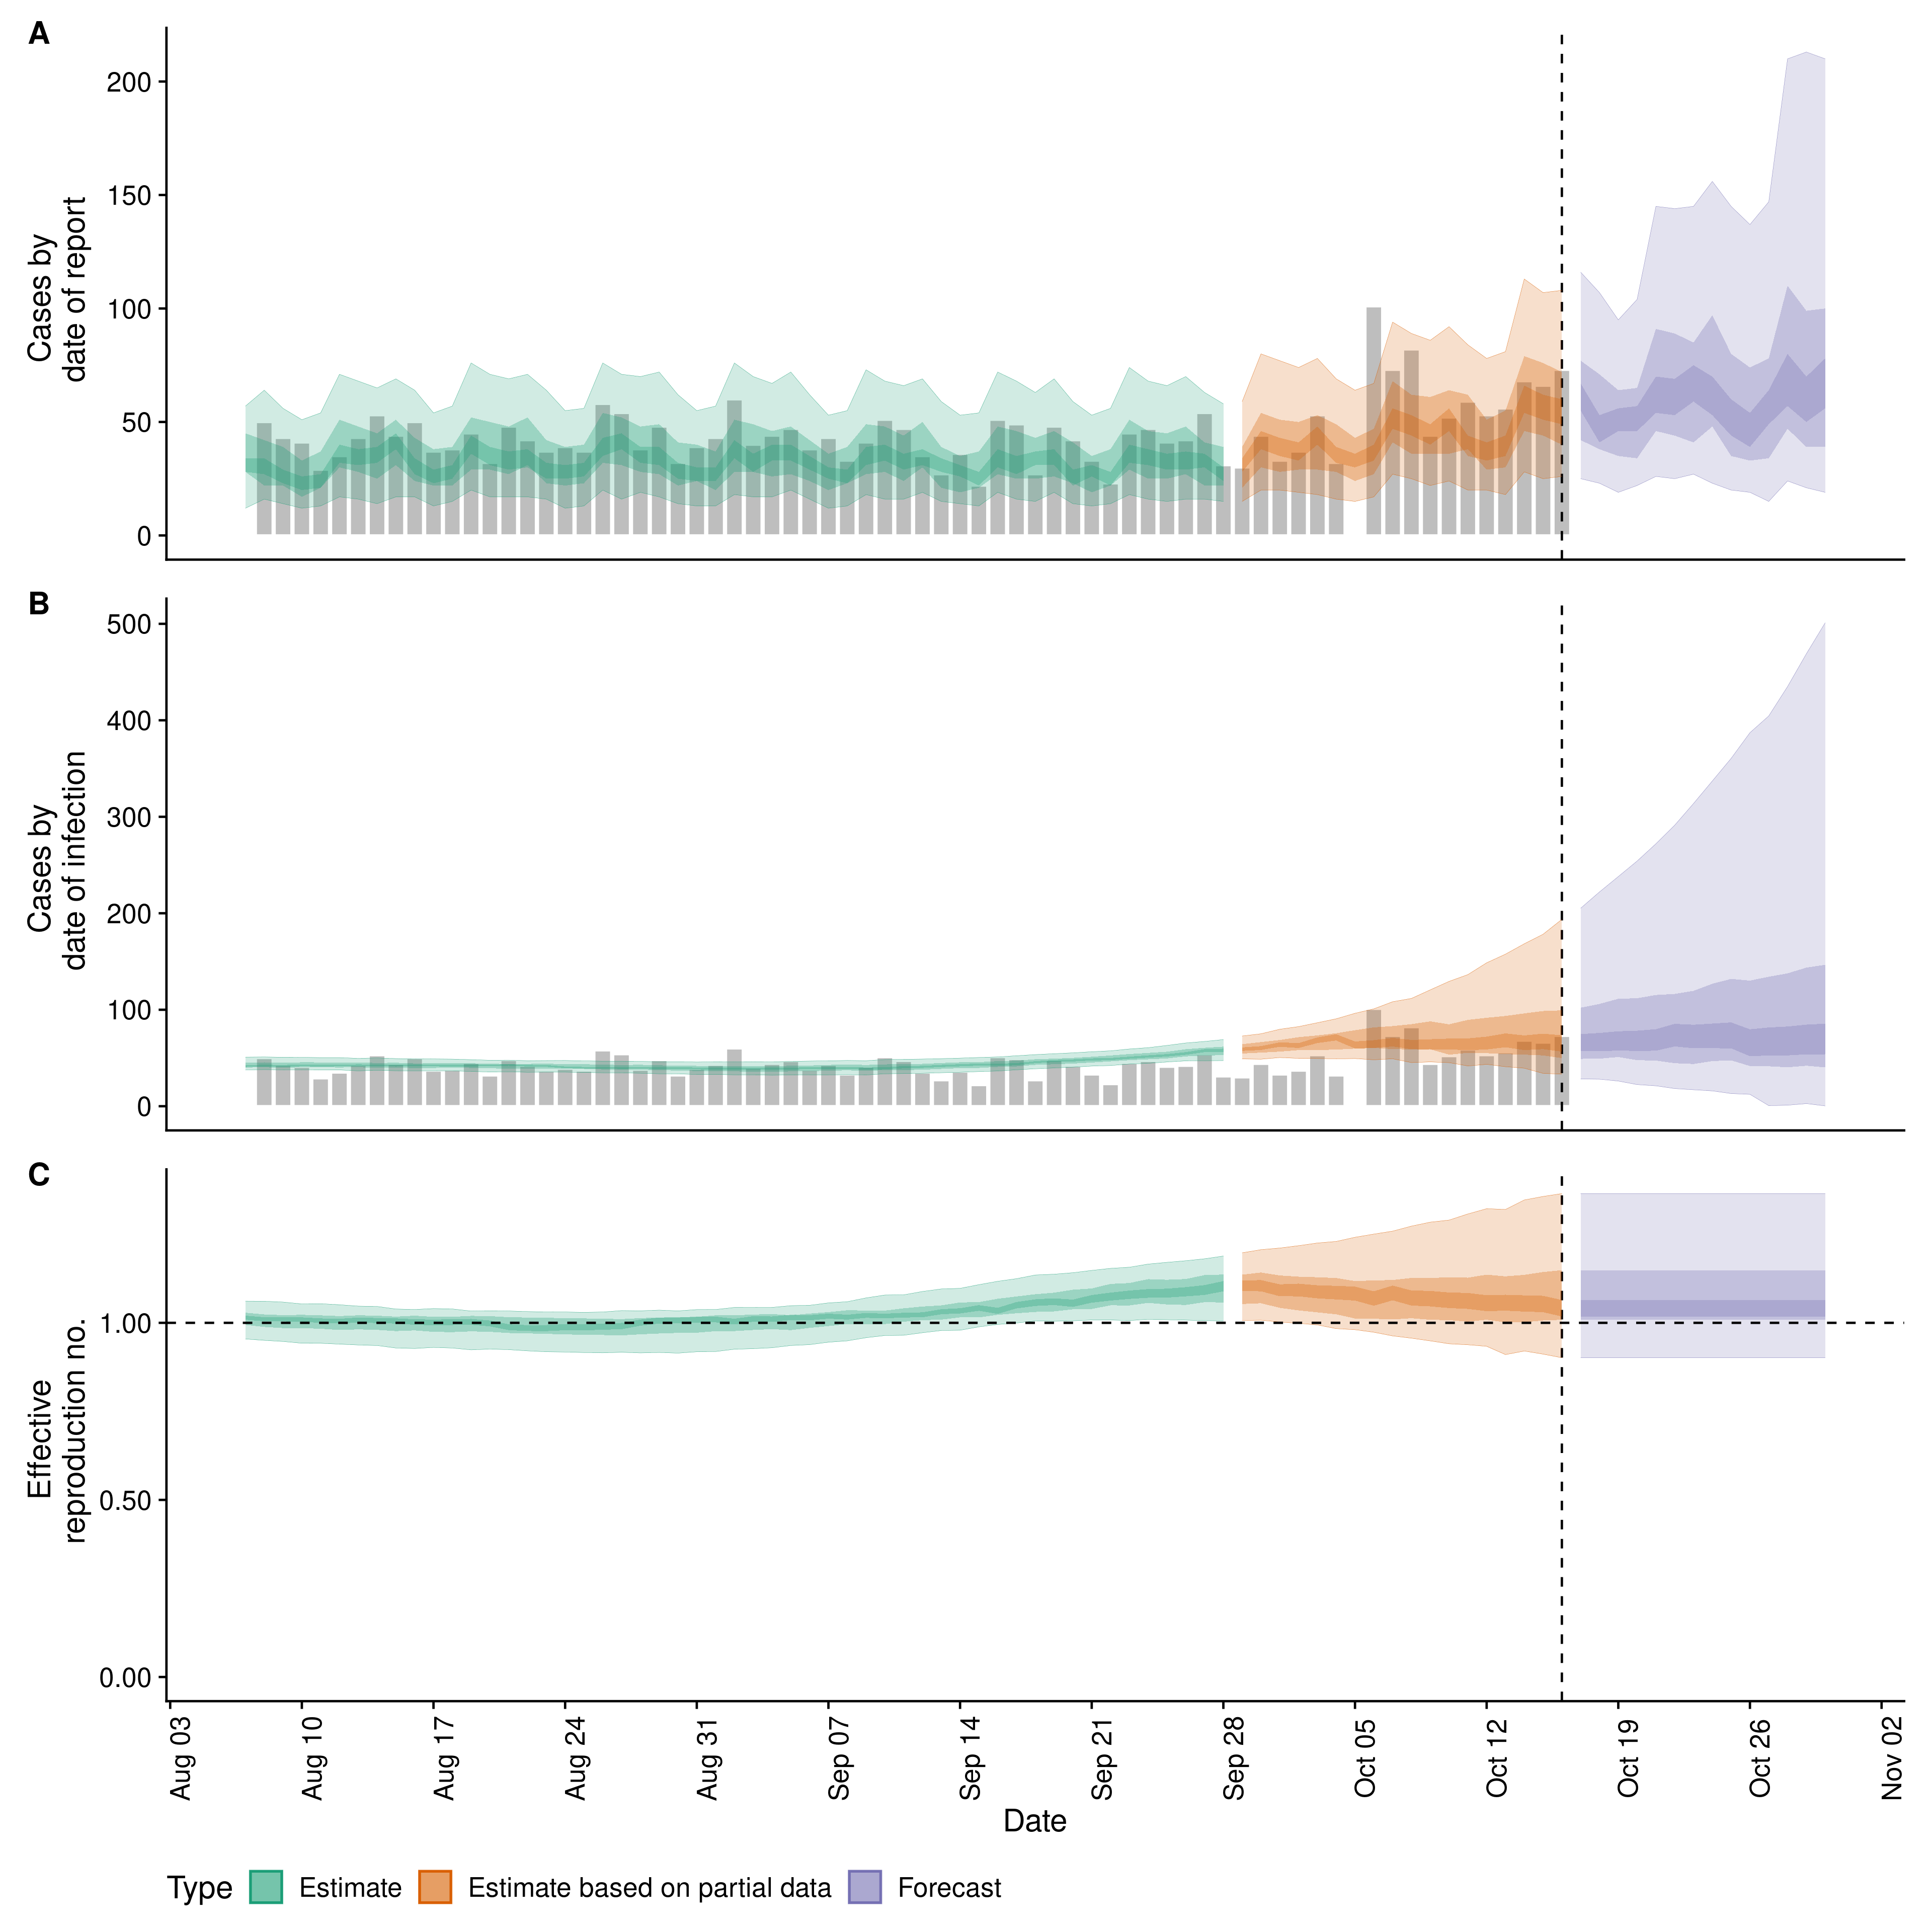 A
Cases by
date of report
200
150
100
50
0
B
Cases by
date of infection
500
400
300
200
100
0
C
Effective
reproduction no.
1.00
0.50
0.00
Aug 03
Aug 10
Aug 17
Aug 24
Aug 31
Sep 07
Sep 14
Sep 21
Sep 28
Oct 05
Oct 12
Oct 19
Oct 26
Nov 02
Date
Type Estimate Estimate based on partial data Forecast